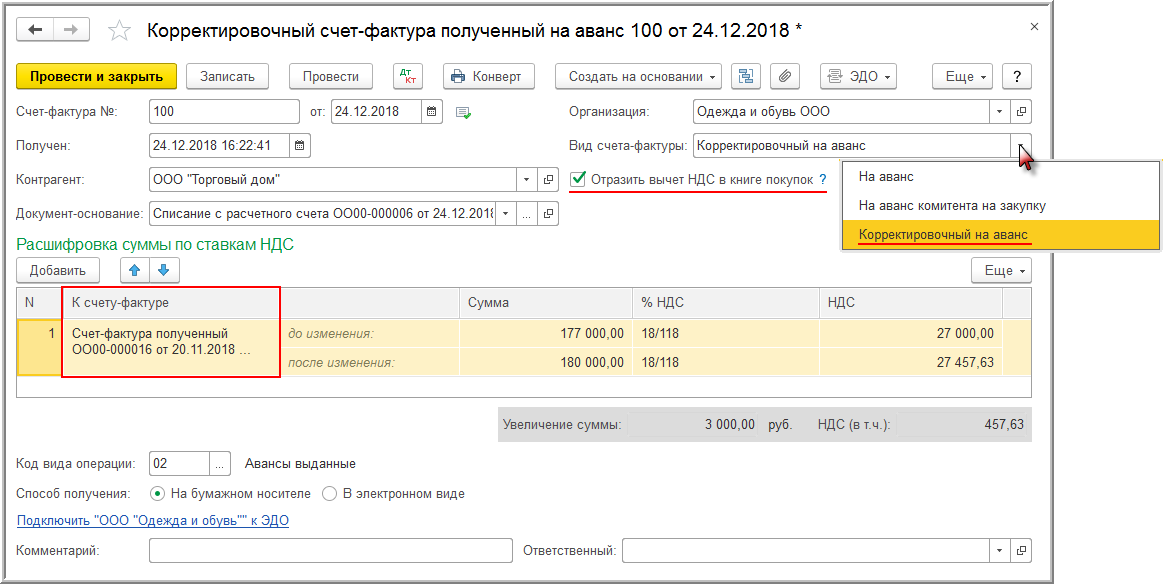 Корректировочный счет-фактура полученный на аванс 100 от 24.12.2018 *
Провести и закрыть Записать Провести Дт Кт Конверт Создать на основании ЭДО Еще ?
Счет-фактура №: 100 от: 24.12.2018 Организация: Одежда и обувь ООО
Получен: 24.12.2018 16:22:41 Вид счета-фактуры: Корректировочный на аванс
Контрагент: ООО "Торговый дом" Отразить вычет НДС в книге покупок ?
На аванс
На аванс комитента на закупку
Корректировочный на аванс
Документ-основание: Списание с расчетного счета ОО00-000006 от 24.12.2018 ...
Расшифровка суммы по ставкам НДС
Добавить Еще
N К счету-фактуре Сумма % НДС НДС
1 Счет-фактура полученный до изменения: 177 000,00 18/118 27 000,00
ОО00-000016 от 20.11.2018 ...
после изменения: 180 000,00 18/118 27 457,63
Увеличение суммы: 3 000,00 руб. НДС (в т.ч.): 457,63
Код вида операции: 02 ... Авансы выданные
Способ получения: На бумажном носителе В электронном виде
Подключить "ООО "Одежда и обувь"" к ЭДО
Комментарий: Ответственный: